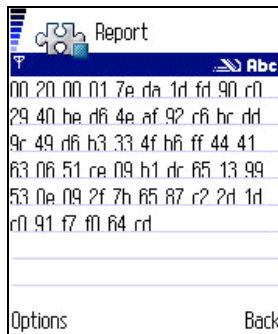 Report
Abc
00 20 00 01 7e da 1d fd 90 c0
29 40 be d6 4e af 92 c6 bc dd
9c 49 d6 b3 33 4f b6 ff 44 41
63 06 51 ce 09 b1 dc 65 13 99
53 0e 09 2f 7b 65 87 c2 2d 1d
c0 91 f7 f0 64 cd
Options Back